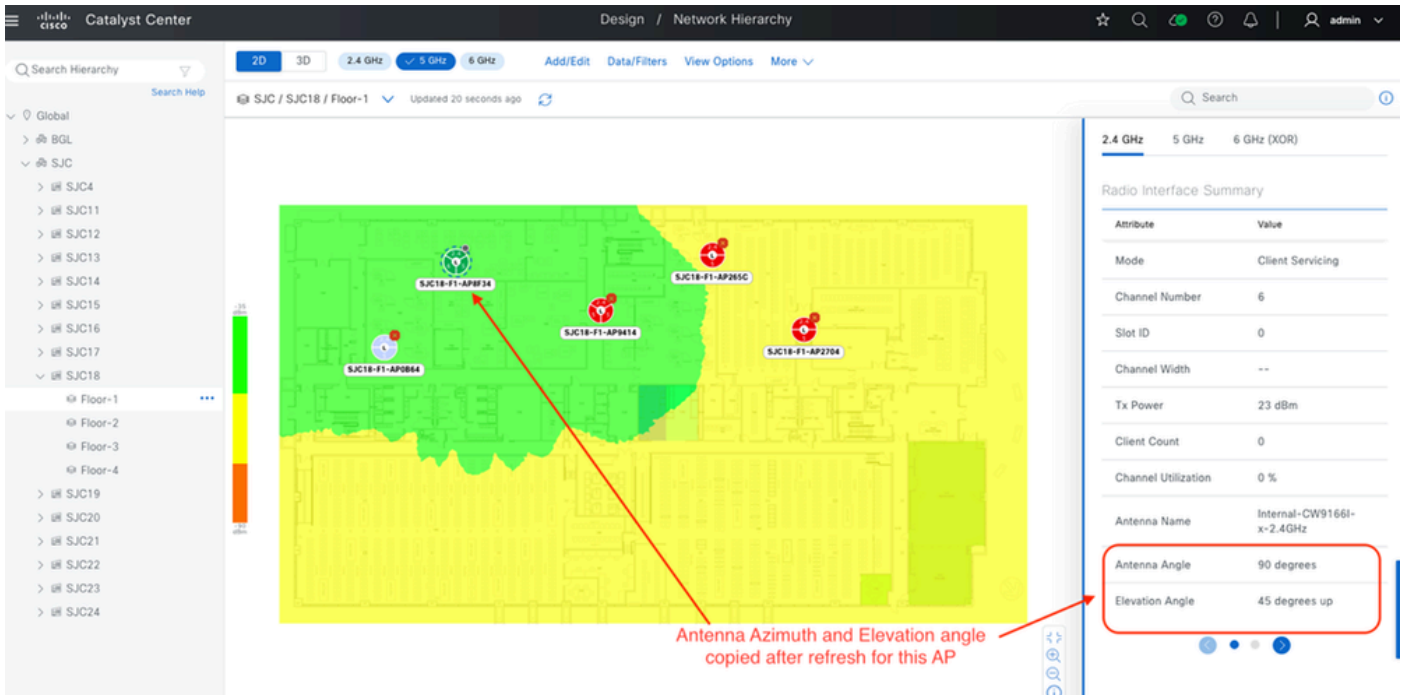 CISCO
Catalyst Center
Design / Network Hierarchy
admin
Search Hierarchy
Search Help
Global
BGL
SJC
SJC4
SJC11
SJC12
SJC13
SJC14
SJC15
SJC16
SJC17
SJC18
Floor-1
Floor-2
Floor-3
Floor-4
SJC19
SJC20
SJC21
SJC22
SJC23
SJC24
2D 3D 2.4 GHz 5 GHz 6 GHz Add/Edit Data/Filters View Options More
SJC / SJC18 / Floor-1 Updated 20 seconds ago
Search
-35
dBm
-90
dBm
SJC18-F1-AP8F34
SJC18-F1-AP265C
SJC18-F1-AP9414
SJC18-F1-AP2704
SJC18-F1-AP0B64
Antenna Azimuth and Elevation angle
copied after refresh for this AP
2.4 GHz 5 GHz 6 GHz (XOR)
Radio Interface Summary
Attribute Value
Mode Client Servicing
Channel Number 6
Slot ID 0
Channel Width --
Tx Power 23 dBm
Client Count 0
Channel Utilization 0 %
Antenna Name Internal-CW9166I-
x-2.4GHz
Antenna Angle 90 degrees
Elevation Angle 45 degrees up